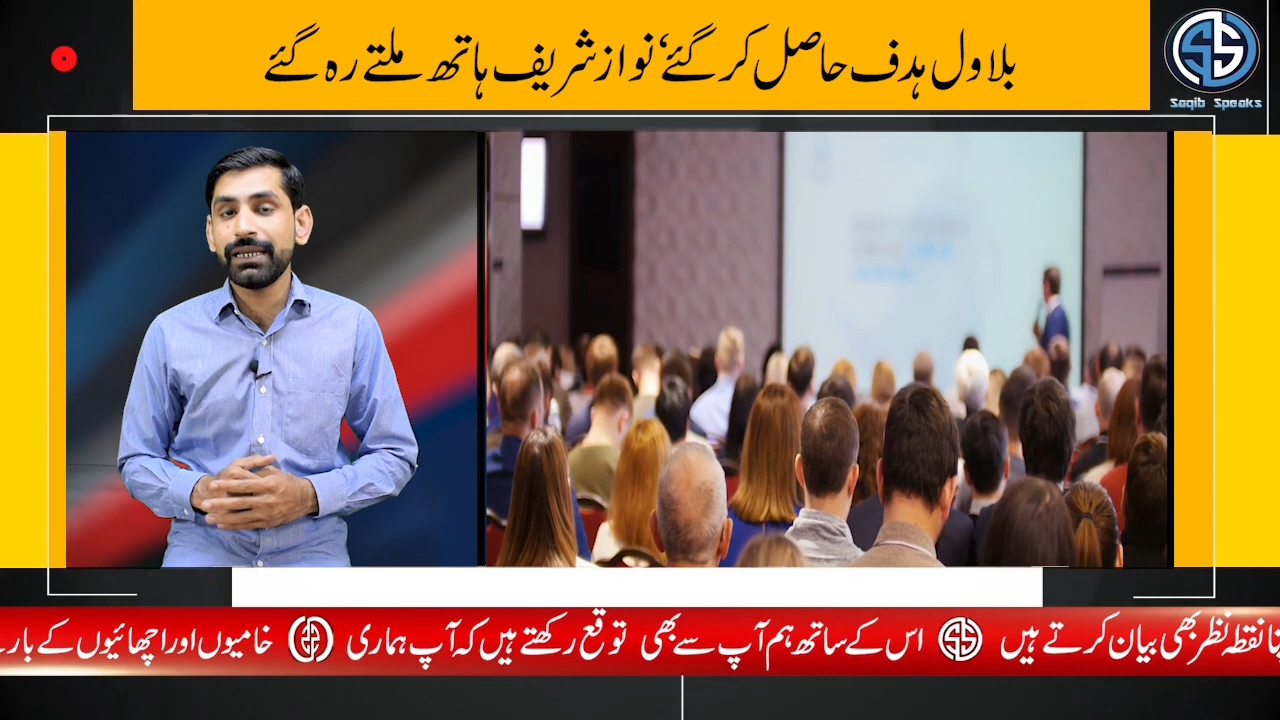 بلاول ہدف حاصل کر گئے‘ نواز شریف ہاتھ ملتے رہ گئے
Saqib Speaks
نقطہ نظر بھی بیان کرتے ہیں اس کے ساتھ ہم آپ سے بھی توقع رکھتے ہیں کہ آپ ہماری خامیوں اور اچھائیوں کے بارے